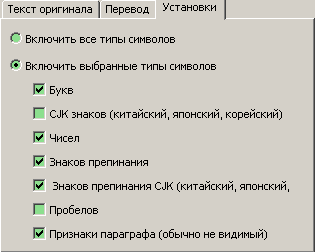 Текст оригинала Перевод Установки
Включить все типы символов
Включить выбранные типы символов
Букв
CJK знаков (китайский, японский, корейский)
Чисел
Знаков препинания
Знаков препинания CJK (китайский, японский,
Пробелов
Признаки параграфа (обычно не видимый)